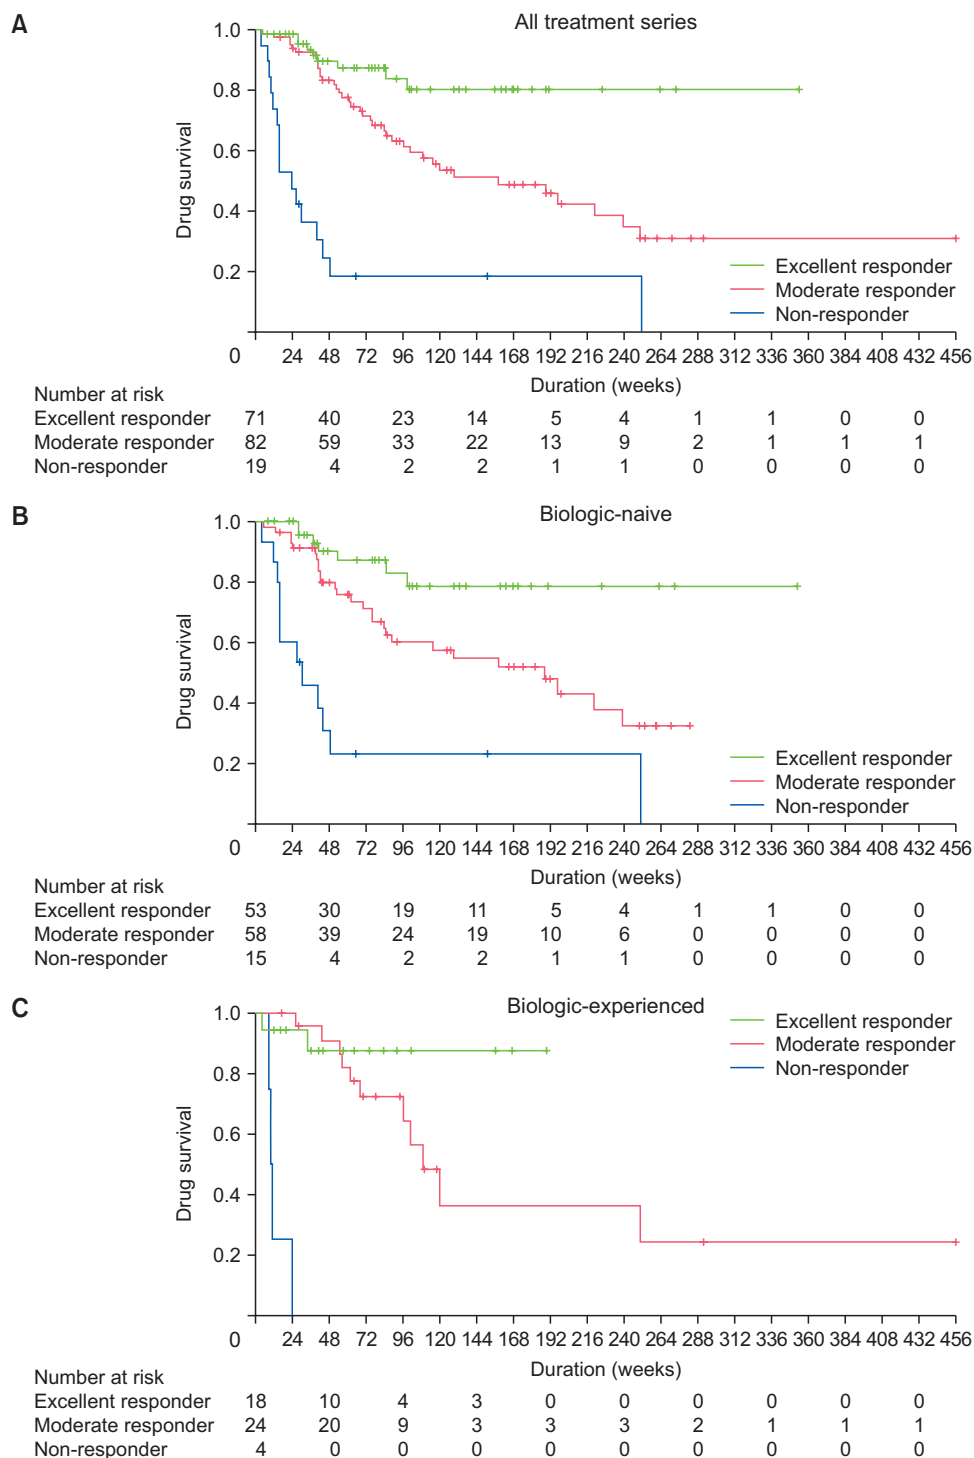 A
All treatment series
1.0
0.8
0.6
0.4
0.2
0
Drug survival
Excellent responder
Moderate responder
Non-responder
24 48 72 96 120 144 168 192 216 240 264 288 312 336 360 384 408 432 456
Duration (weeks)
Number at risk
Excellent responder 71 40 23 14 5 4 1 1 0 0
Moderate responder 82 59 33 22 13 9 2 1 1 1
Non-responder 19 4 2 2 1 1 0 0 0 0
B
Biologic-naive
1.0
0.8
0.6
0.4
0.2
0
Drug survival
Excellent responder
Moderate responder
Non-responder
24 48 72 96 120 144 168 192 216 240 264 288 312 336 360 384 408 432 456
Duration (weeks)
Number at risk
Excellent responder 53 30 19 11 5 4 1 1 0 0
Moderate responder 58 39 24 19 10 6 0 0 0 0
Non-responder 15 4 2 2 1 1 0 0 0 0
C
Biologic-experienced
1.0
0.8
0.6
0.4
0.2
0
Drug survival
Excellent responder
Moderate responder
Non-responder
24 48 72 96 120 144 168 192 216 240 264 288 312 336 360 384 408 432 456
Duration (weeks)
Number at risk
Excellent responder 18 10 4 3 0 0 0 0 0 0
Moderate responder 24 20 9 3 3 3 2 1 1 1
Non-responder 4 0 0 0 0 0 0 0 0 0